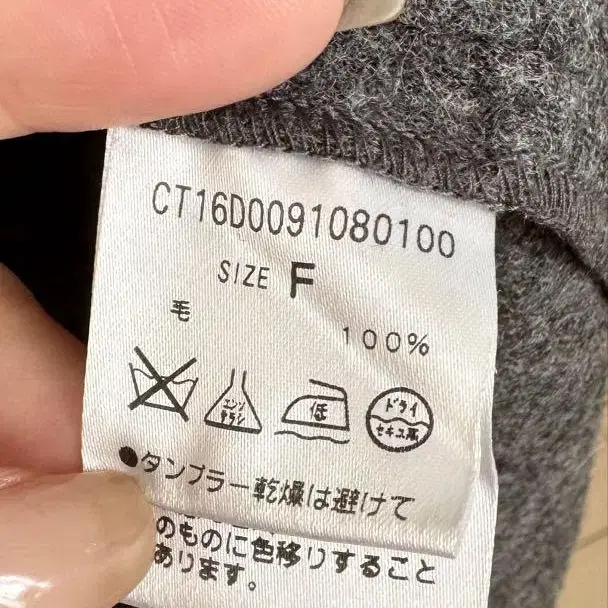 CT16D0091080100
SIZE F
毛 100%
エンソ サラシ 低 ドライ セキユ系
●タンブラー乾燥は避けて
のものに色移りすること
あります。